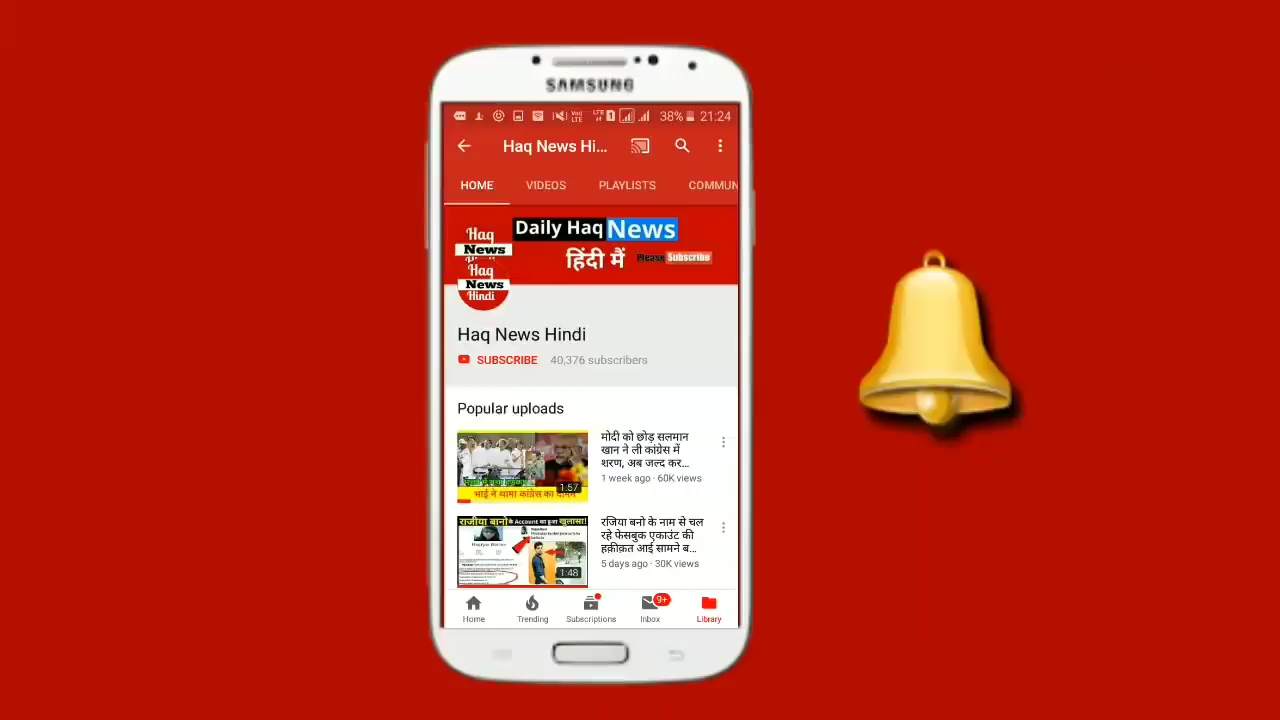 SAMSUNG
38% 21:24
Haq News Hi...
HOME VIDEOS PLAYLISTS COMMUN
Daily Haq News
हिंदी मैं Please Subscribe
Haq
News
Haq
News
Hindi
Haq News Hindi
SUBSCRIBE 40,376 subscribers
Popular uploads
मोदी को छोड़ सलमान
खान ने ली कांग्रेस में
शरण, अब जल्द कर...
1 week ago · 60K views
1:57
भाई ने थामा कांग्रेस का दामन
रजिया बनो के नाम से चल
रहे फेसबुक एकाउंट की
हक़ीक़त आई सामने ब...
5 days ago · 30K views
राजीया बानो के Account का हुआ खुलासा!
1:48
Home Trending Subscriptions Inbox 9+ Library